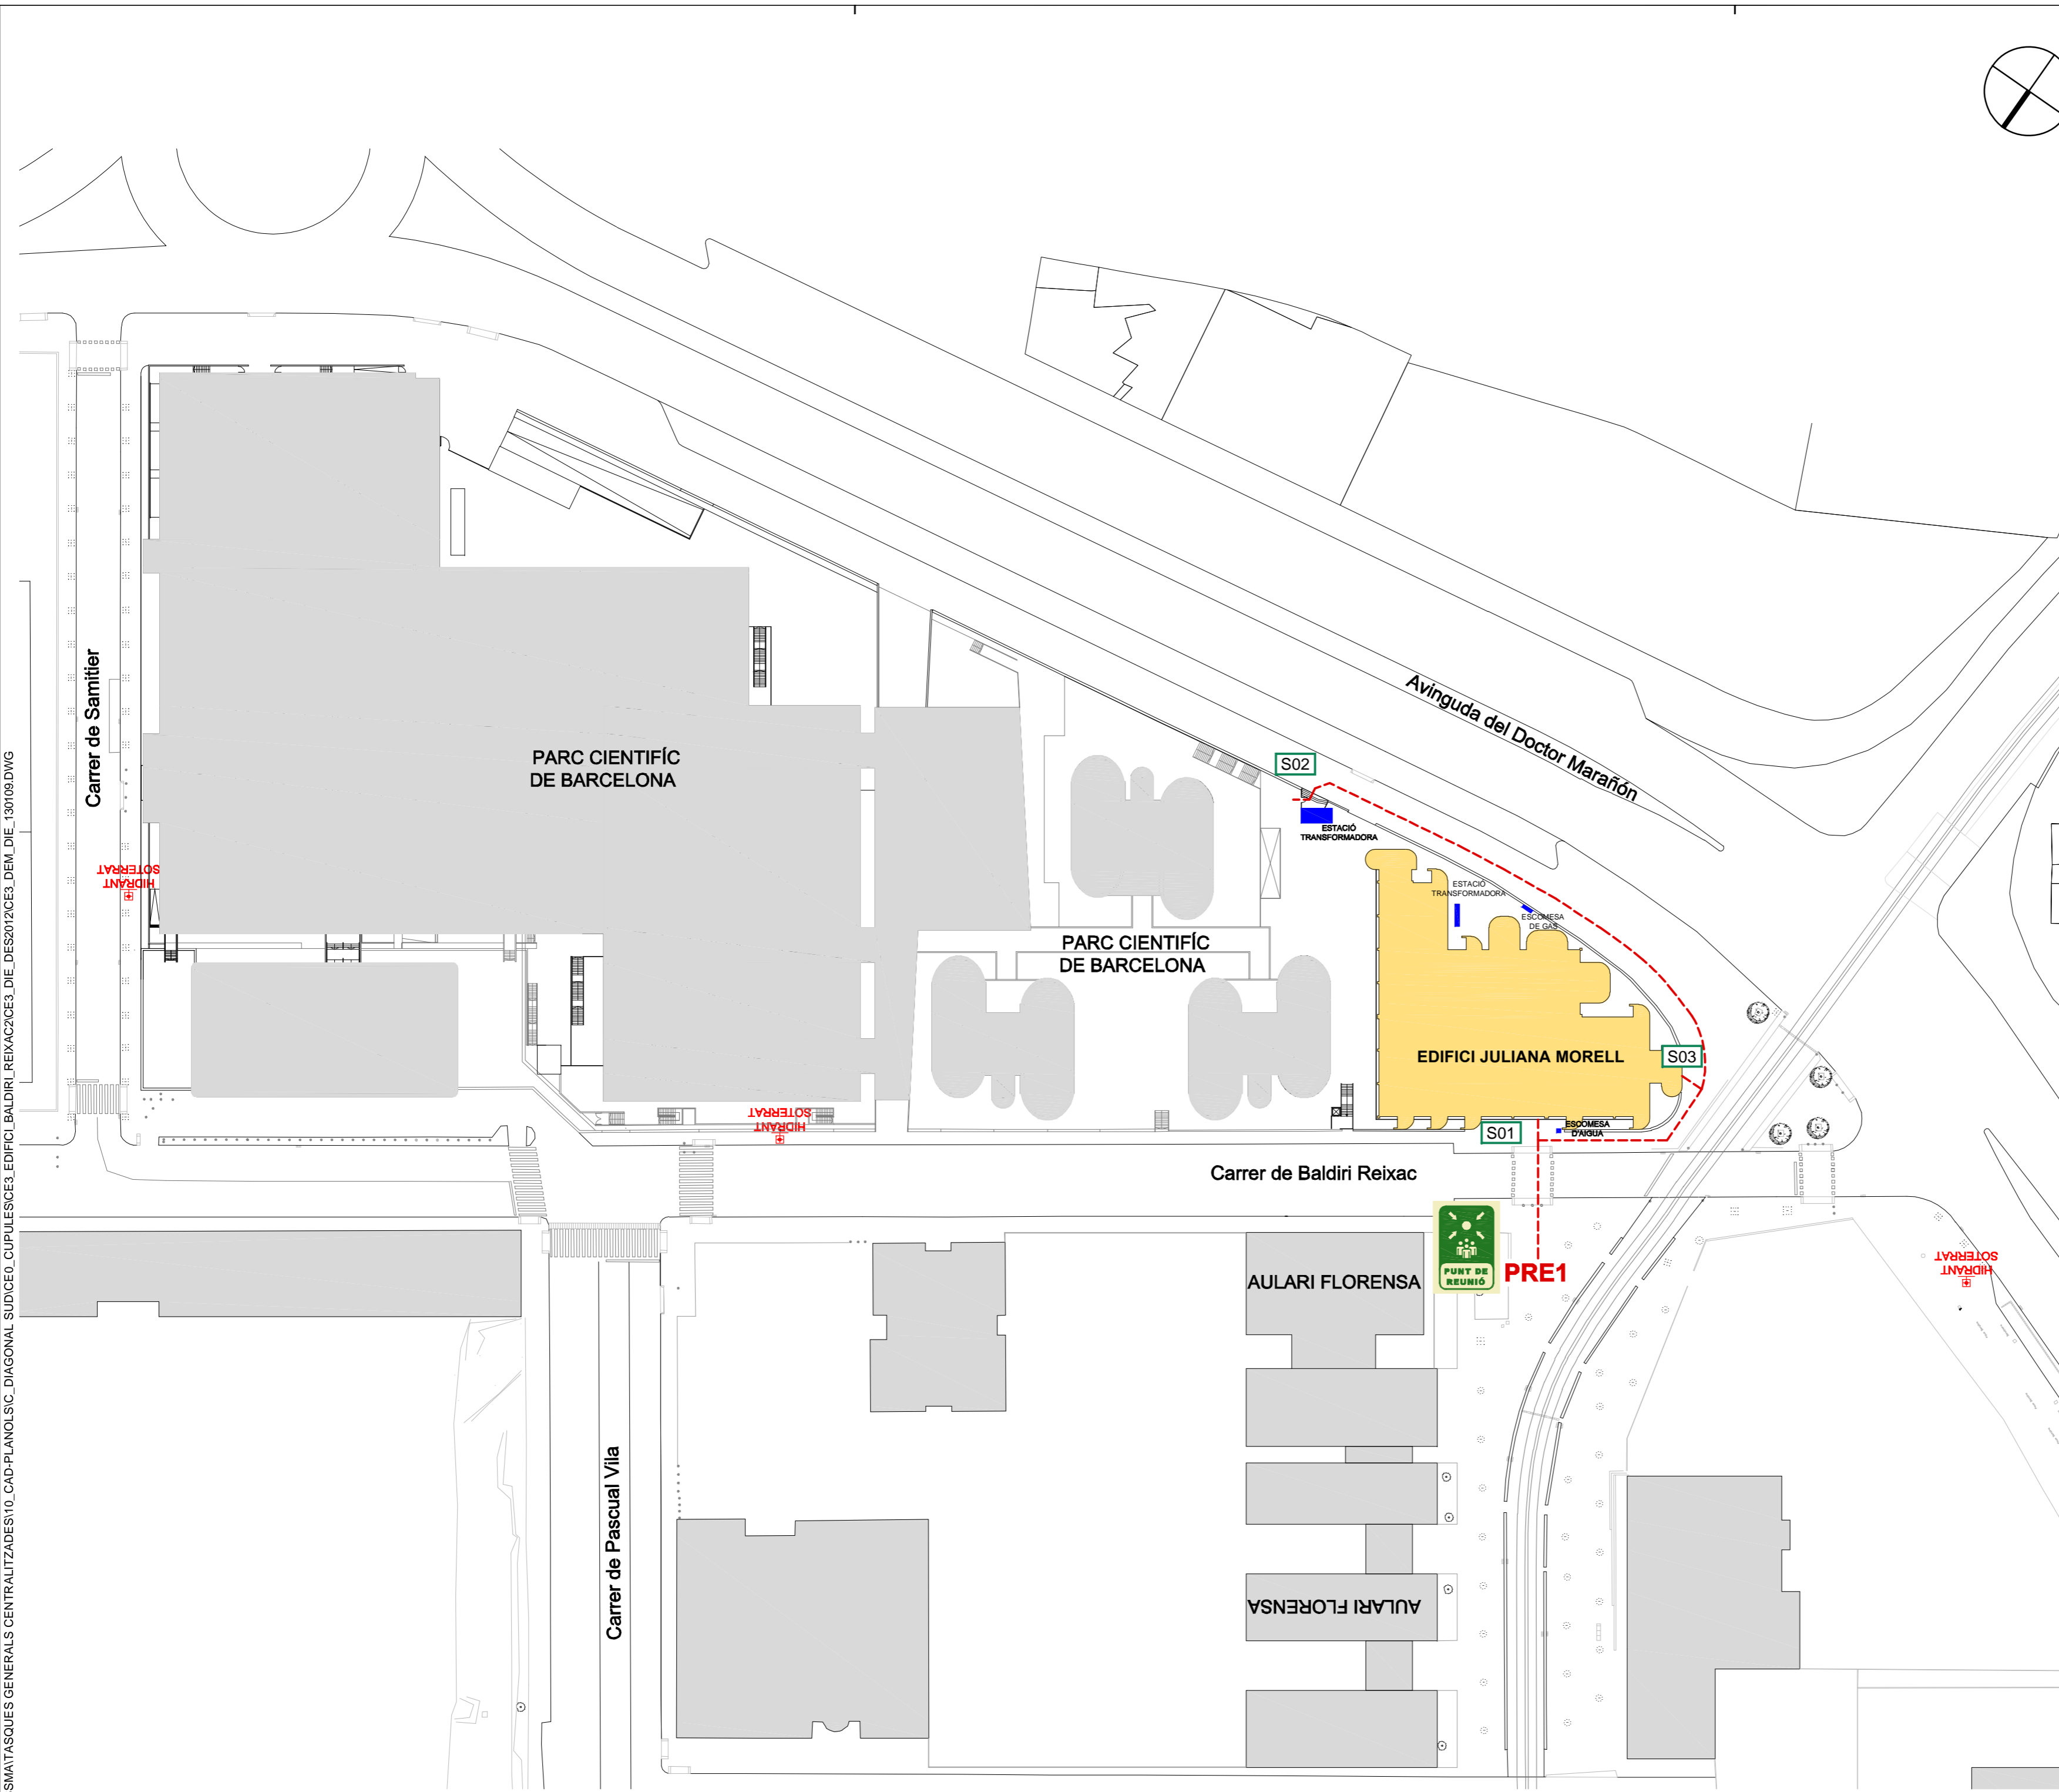 Avinguda del Doctor Marañón
Carrer de Samitier
PARC CIENTIFÍC
DE BARCELONA
S02
ESTACIÓ
TRANSFORMADORA
HIDRANT
SOTERRAT
ESTACIÓ
TRANSFORMADORA
ESCOMESA
DE GAS
PARC CIENTIFÍC
DE BARCELONA
EDIFICI JULIANA MORELL
S03
HIDRANT
SOTERRAT
S01
ESCOMESA
D'AIGUA
Carrer de Baldiri Reixac
PUNT DE
REUNIÓ
PRE1
AULARI FLORENSA
HIDRANT
SOTERRAT
Carrer de Pascual Vila
AULARI FLORENSA
SMA\TASQUES GENERALS CENTRALITZADES\10_CAD-PLANOLS\C_DIAGONAL SUD\CE0_CUPULES\CE3_EDIFICI_BALDIRI_REIXAC2\CE3_DIE_DES2012\CE3_DEM_DIE_130109.DWG